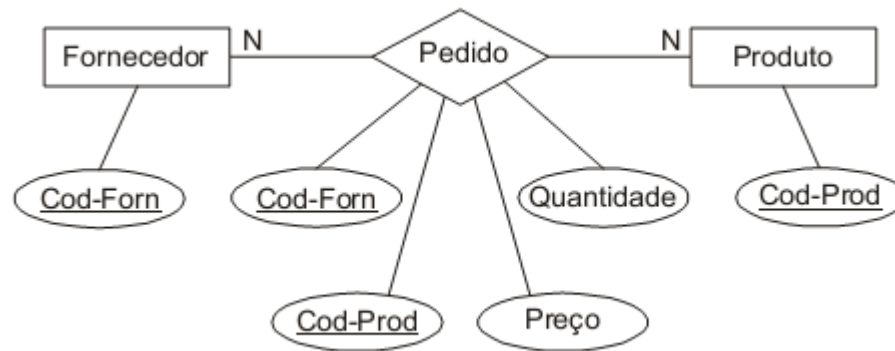 Fornecedor
N
Pedido
N
Produto
Cod-Forn
Cod-Forn
Quantidade
Cod-Prod
Cod-Prod
Preço